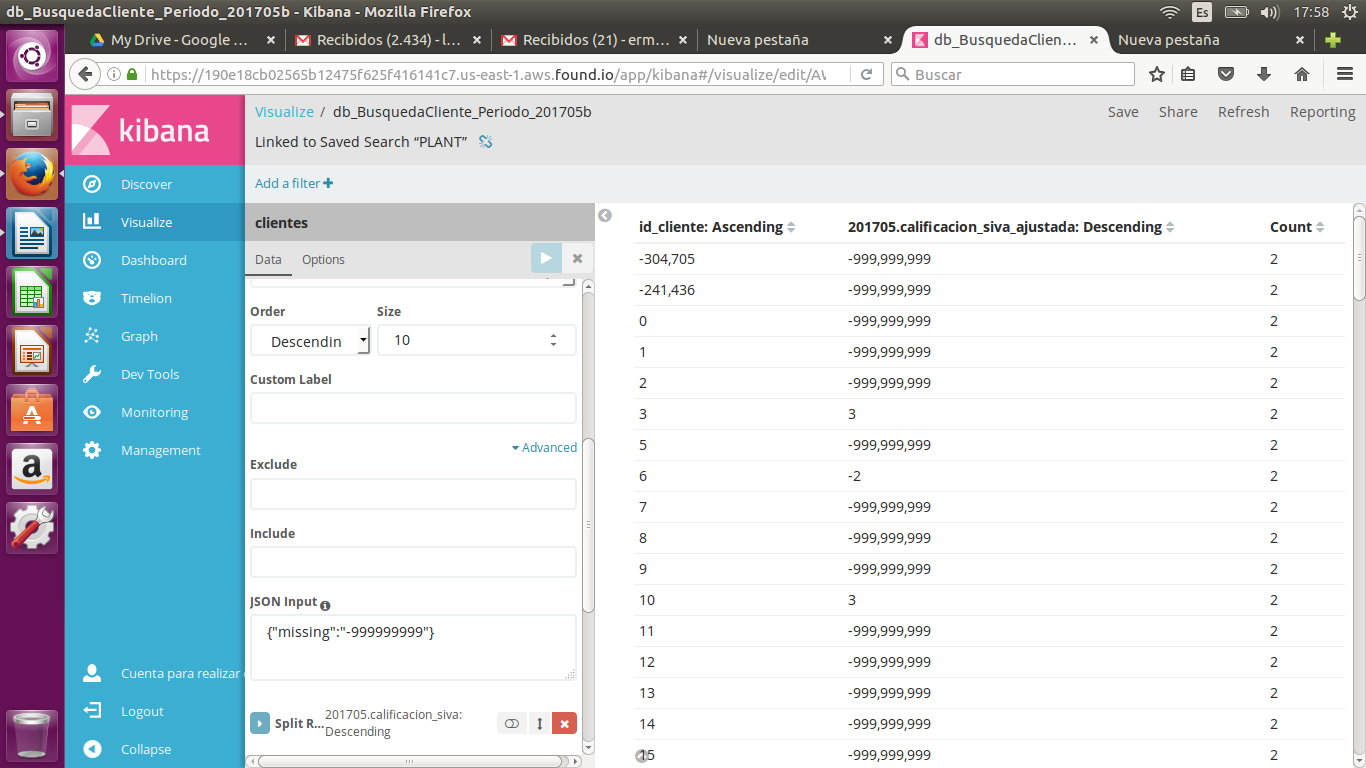 db_BusquedaCliente_Periodo_201705b - Kibana - Mozilla Firefox
Es
17:58
My Drive - Google ...
Recibidos (2.434) - l...
Recibidos (21) - erm...
Nueva pestaña
db_BusquedaClien...
Nueva pestaña
https://190e18cb02565b12475f625f416141c7.us-east-1.aws.found.io/app/kibana#/visualize/edit/AV
Buscar
kibana
Discover
Visualize
Dashboard
Timelion
Graph
Dev Tools
Monitoring
Management
Cuenta para realizar
Logout
Collapse
Visualize / db_BusquedaCliente_Periodo_201705b
Save Share Refresh Reporting
Linked to Saved Search “PLANT”
Add a filter
clientes
Data Options
Order Size
Descendin 10
Custom Label
Advanced
Exclude
Include
JSON Input
{"missing":"-999999999"}
Split R... 201705.calificacion_siva:
Descending
id_cliente: Ascending 201705.calificacion_siva_ajustada: Descending Count
-304,705 -999,999,999 2
-241,436 -999,999,999 2
0 -999,999,999 2
1 -999,999,999 2
2 -999,999,999 2
3 3 2
5 -999,999,999 2
6 -2 2
7 -999,999,999 2
8 -999,999,999 2
9 -999,999,999 2
10 3 2
11 -999,999,999 2
12 -999,999,999 2
13 -999,999,999 2
14 -999,999,999 2
15 -999,999,999 2